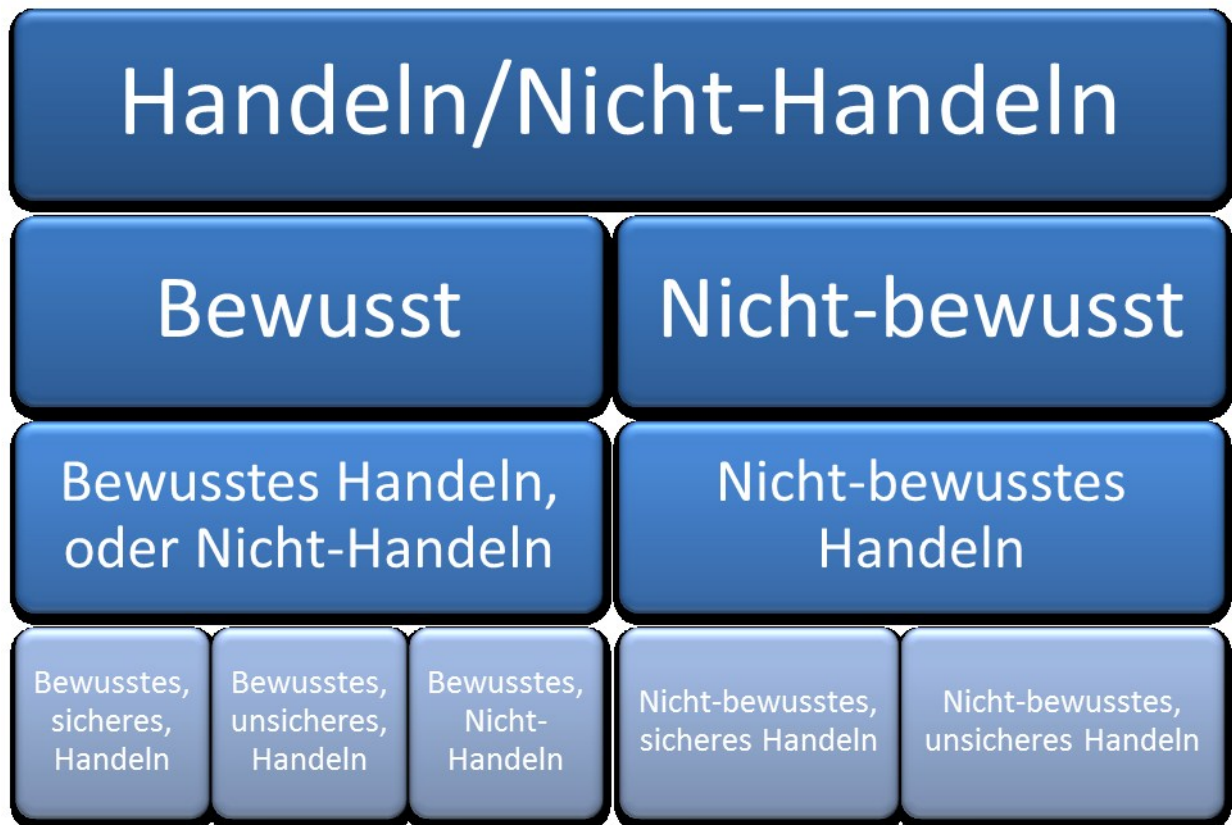 Handeln/Nicht-Handeln
Bewusst
Nicht-bewusst
Bewusstes Handeln,
oder Nicht-Handeln
Nicht-bewusstes
Handeln
Bewusstes,
sicheres,
Handeln
Bewusstes,
unsicheres,
Handeln
Bewusstes,
Nicht-
Handeln
Nicht-bewusstes,
sicheres Handeln
Nicht-bewusstes,
unsicheres Handeln